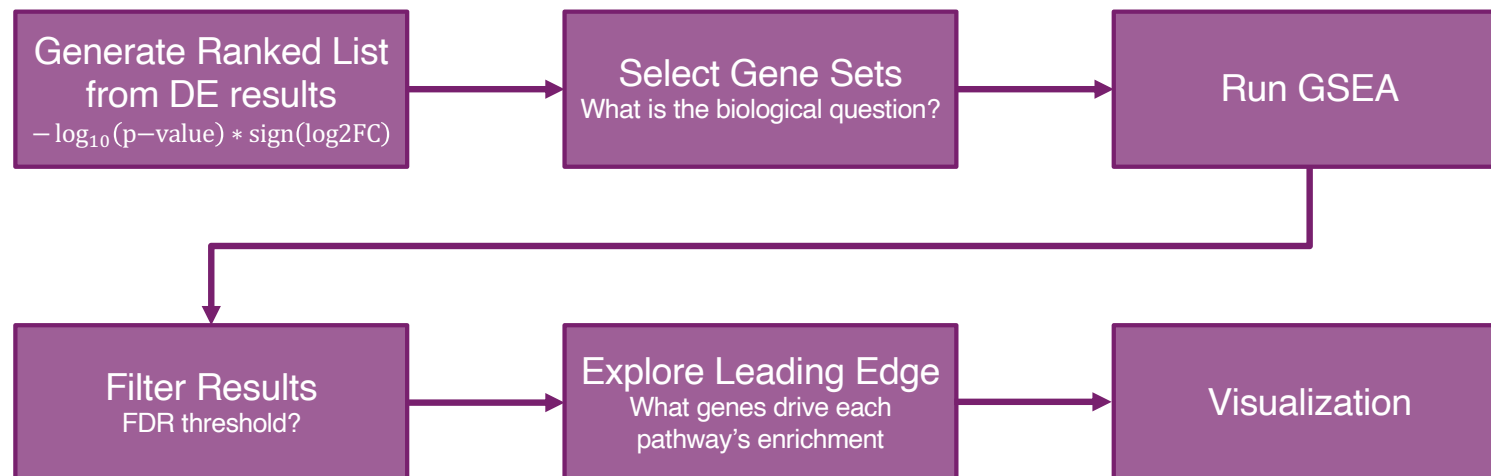 Generate Ranked List
from DE results
− log₁₀(p−value) ∗ sign(log2FC)
Select Gene Sets
What is the biological question?
Run GSEA
Filter Results
FDR threshold?
Explore Leading Edge
What genes drive each
pathway's enrichment
Visualization